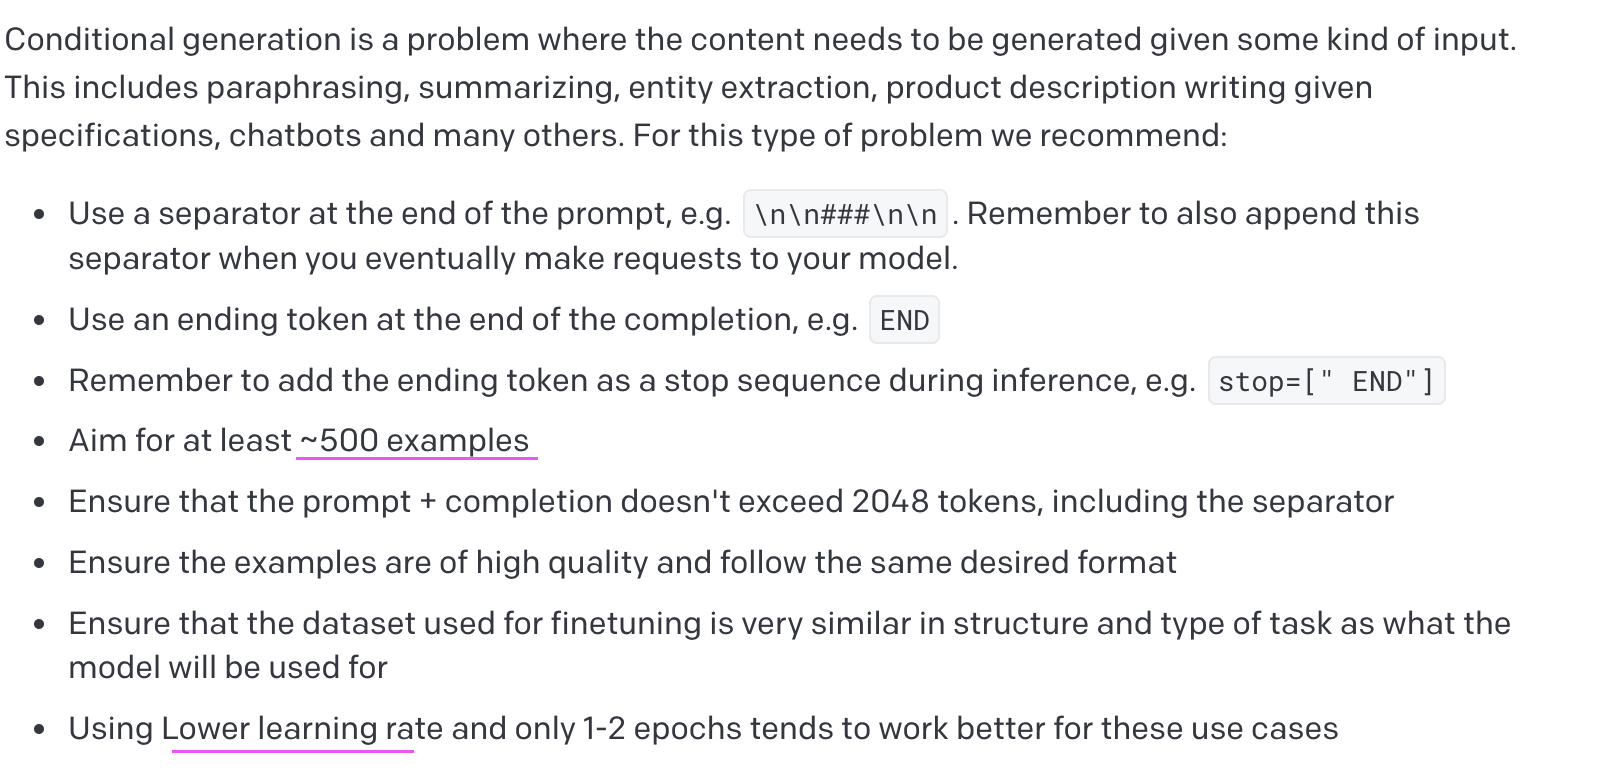 Conditional generation is a problem where the content needs to be generated given some kind of input.
This includes paraphrasing, summarizing, entity extraction, product description writing given
specifications, chatbots and many others. For this type of problem we recommend:
• Use a separator at the end of the prompt, e.g. \n\n###\n\n . Remember to also append this
separator when you eventually make requests to your model.
• Use an ending token at the end of the completion, e.g. END
• Remember to add the ending token as a stop sequence during inference, e.g. stop=[" END"]
• Aim for at least ~500 examples
• Ensure that the prompt + completion doesn't exceed 2048 tokens, including the separator
• Ensure the examples are of high quality and follow the same desired format
• Ensure that the dataset used for finetuning is very similar in structure and type of task as what the
model will be used for
• Using Lower learning rate and only 1-2 epochs tends to work better for these use cases